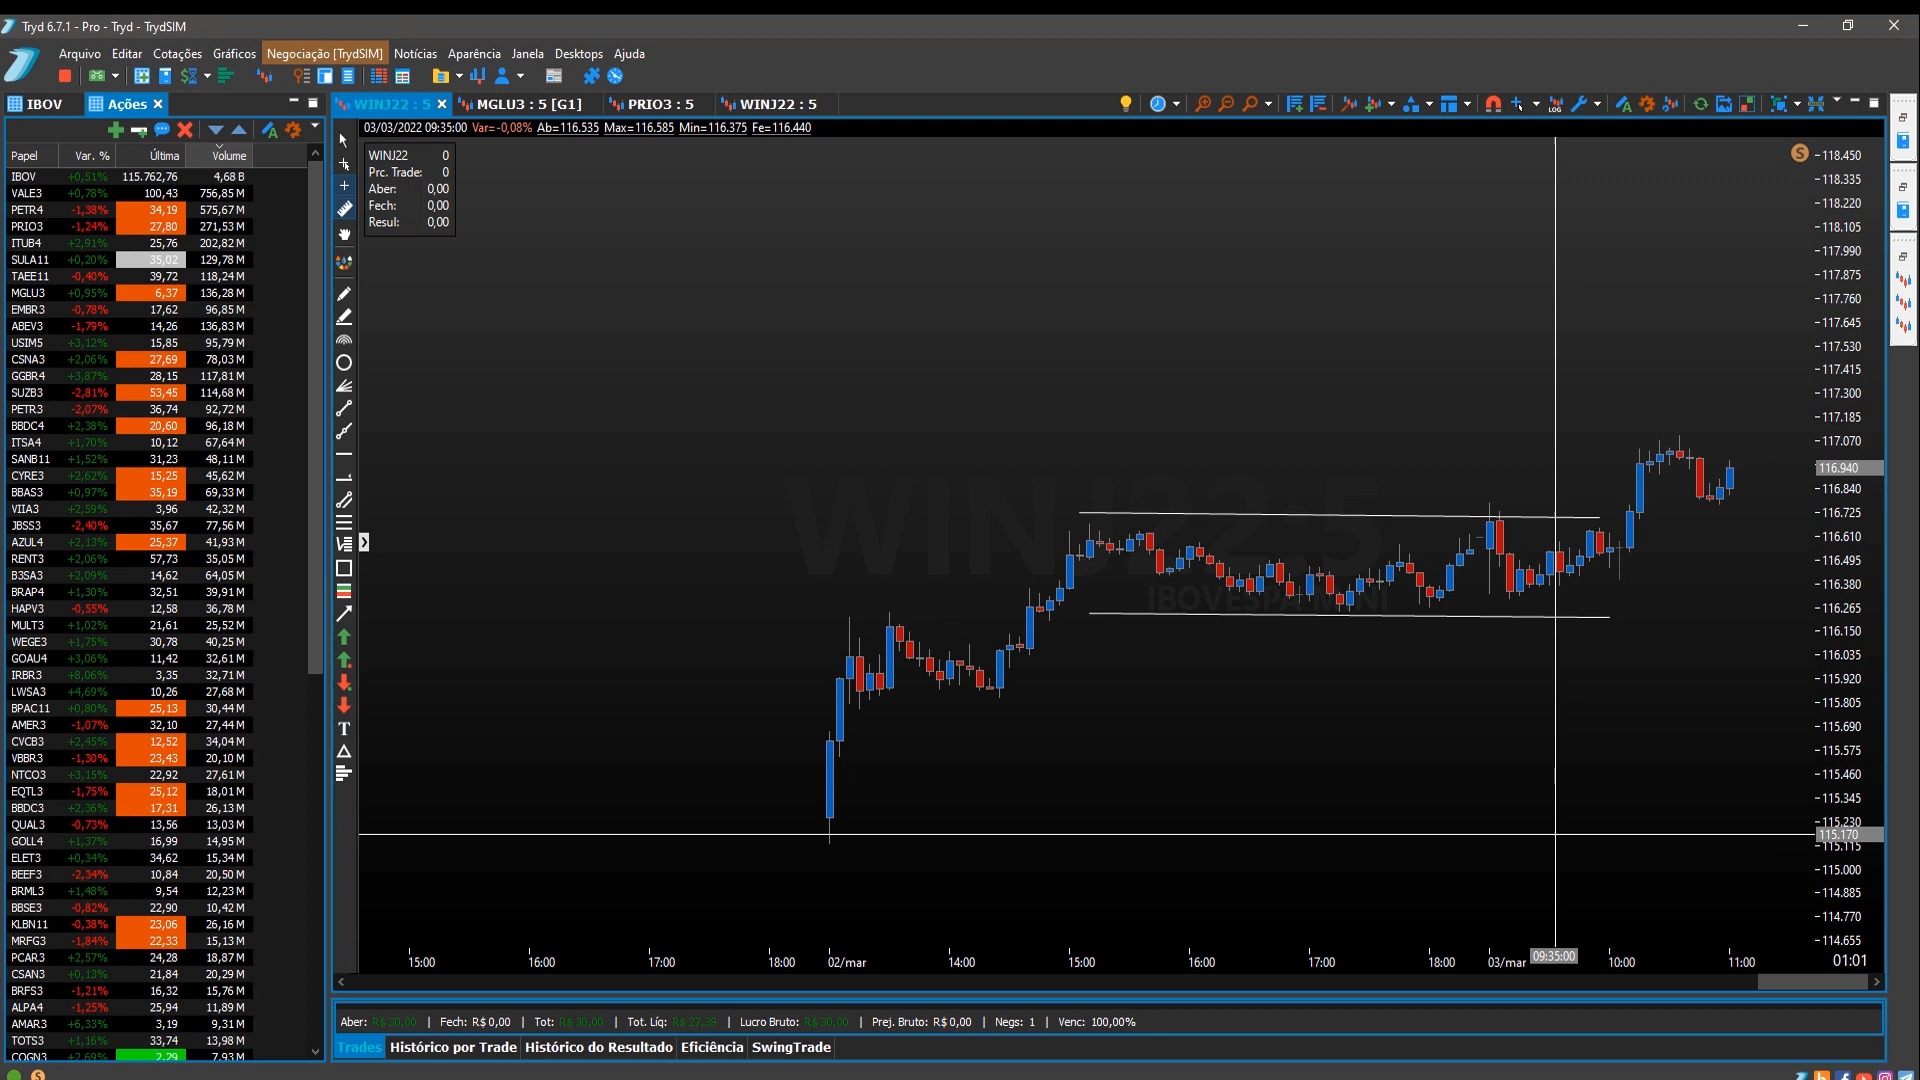 Tryd 6.7.1 - Pro - Tryd - TrydSIM
Arquivo Editar Cotações Gráficos Negociação [TrydSIM] Notícias Aparência Janela Desktops Ajuda
IBOV Ações WINJ22 : 5 MGLU3 : 5 [G1] PRIO3 : 5 WINJ22 : 5
03/03/2022 09:35:00 Var=-0,08% Ab=116.535 Max=116.585 Min=116.375 Fe=116.440
WINJ22 0
Prc. Trade: 0
Aber: 0,00
Fech: 0,00
Resul: 0,00
Papel Var. % Última Volume
IBOV +0,51% 115.762,76 4,68 B
VALE3 +0,78% 100,43 756,85 M
PETR4 -1,38% 34,19 575,67 M
PRIO3 -1,24% 27,80 271,53 M
ITUB4 +2,91% 25,76 202,82 M
SULA11 +0,20% 35,02 129,78 M
TAEE11 -0,40% 39,72 118,24 M
MGLU3 +0,95% 6,37 136,28 M
EMBR3 -0,78% 17,62 96,85 M
ABEV3 -1,79% 14,26 136,83 M
USIM5 +3,12% 15,85 95,79 M
CSNA3 +2,06% 27,69 78,03 M
GGBR4 +3,87% 28,15 117,81 M
SUZB3 -2,81% 53,45 114,68 M
PETR3 -2,07% 36,74 92,72 M
BBDC4 +2,38% 20,60 96,18 M
ITSA4 +1,70% 10,12 67,64 M
SANB11 +1,52% 31,23 48,11 M
CYRE3 +2,62% 15,25 45,62 M
BBAS3 +0,97% 35,19 69,33 M
VIIA3 +2,59% 3,96 42,32 M
JBSS3 -2,40% 35,67 77,56 M
AZUL4 +2,13% 25,37 41,93 M
RENT3 +2,06% 57,73 35,05 M
B3SA3 +2,09% 14,62 64,05 M
BRAP4 +1,30% 32,51 39,91 M
HAPV3 -0,55% 12,58 36,78 M
MULT3 +1,02% 21,61 25,52 M
WEGE3 +1,75% 30,78 40,25 M
GOAU4 +3,06% 11,42 32,61 M
IRBR3 +8,06% 3,35 32,71 M
LWSA3 +4,69% 10,26 27,68 M
BPAC11 +0,80% 25,13 30,44 M
AMER3 -1,07% 32,10 27,44 M
CVCB3 +2,45% 12,52 34,04 M
VBBR3 -1,30% 23,43 20,10 M
NTCO3 +3,15% 22,92 27,61 M
EQTL3 -1,75% 25,12 18,01 M
BBDC3 +2,36% 17,31 26,13 M
QUAL3 -0,73% 13,56 13,03 M
GOLL4 +1,37% 16,99 14,95 M
ELET3 +0,34% 34,62 15,34 M
BEEF3 -2,34% 10,84 20,50 M
BRML3 +1,48% 9,54 12,23 M
BBSE3 -0,82% 22,90 10,42 M
KLBN11 -0,38% 23,06 26,16 M
MRFG3 -1,84% 22,33 15,13 M
PCAR3 +2,57% 24,28 18,87 M
CSAN3 +0,13% 21,84 20,29 M
BRFS3 -1,21% 16,32 15,76 M
ALPA4 -1,25% 25,94 11,89 M
AMAR3 +6,33% 3,19 9,31 M
TOTS3 +1,16% 33,74 13,98 M
COGN3 +2,69% 2,29 7,93 M
WINJ22:5
IBOVESPA MINI
LOG
T
S
118.450
118.335
118.220
118.105
117.990
117.875
117.760
117.645
117.530
117.415
117.300
117.185
117.070
116.940
116.840
116.725
116.610
116.495
116.380
116.265
116.150
116.035
115.920
115.805
115.690
115.575
115.460
115.345
115.230
115.170
115.115
115.000
114.885
114.770
114.655
15:00 16:00 17:00 18:00 02/mar 14:00 15:00 16:00 17:00 18:00 03/mar 09:35:00 10:00 11:00 01:01
Aber: R$ 30,00 | Fech: R$ 0,00 | Tot: R$ 30,00 | Tot. Líq: R$ 27,39 | Lucro Bruto: R$ 30,00 | Prej. Bruto: R$ 0,00 | Negs: 1 | Venc: 100,00%
Trades Histórico por Trade Histórico do Resultado Eficiência SwingTrade
S